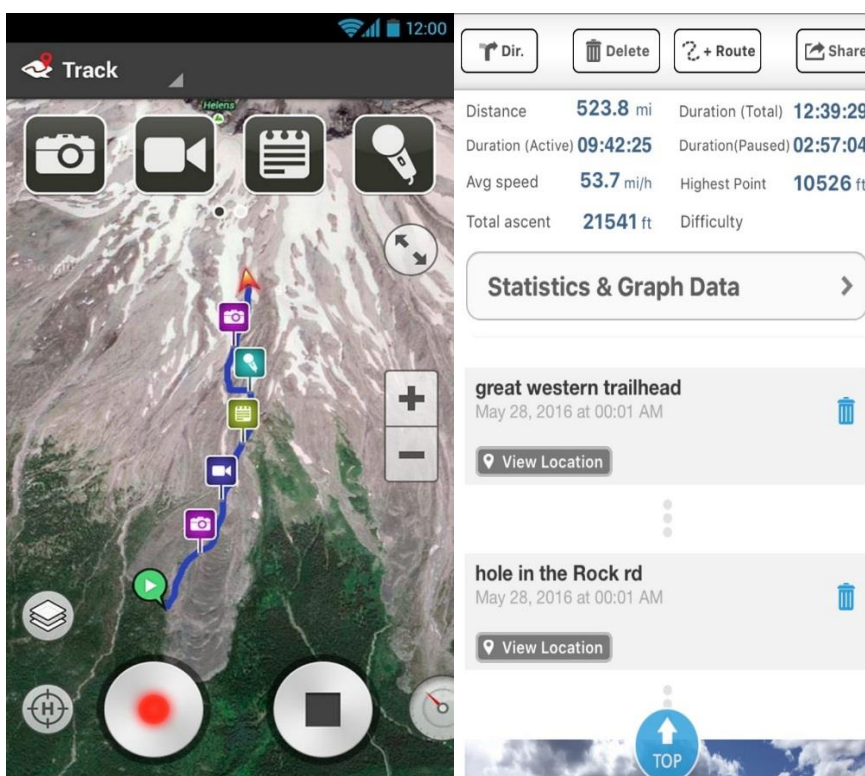 12:00
Track
Helens
H
Dir.
Delete
+ Route
Share
Distance 523.8 mi Duration (Total) 12:39:29
Duration (Active) 09:42:25 Duration(Paused) 02:57:04
Avg speed 53.7 mi/h Highest Point 10526 ft
Total ascent 21541 ft Difficulty
Statistics & Graph Data
great western trailhead
May 28, 2016 at 00:01 AM
View Location
hole in the Rock rd
May 28, 2016 at 00:01 AM
View Location
TOP